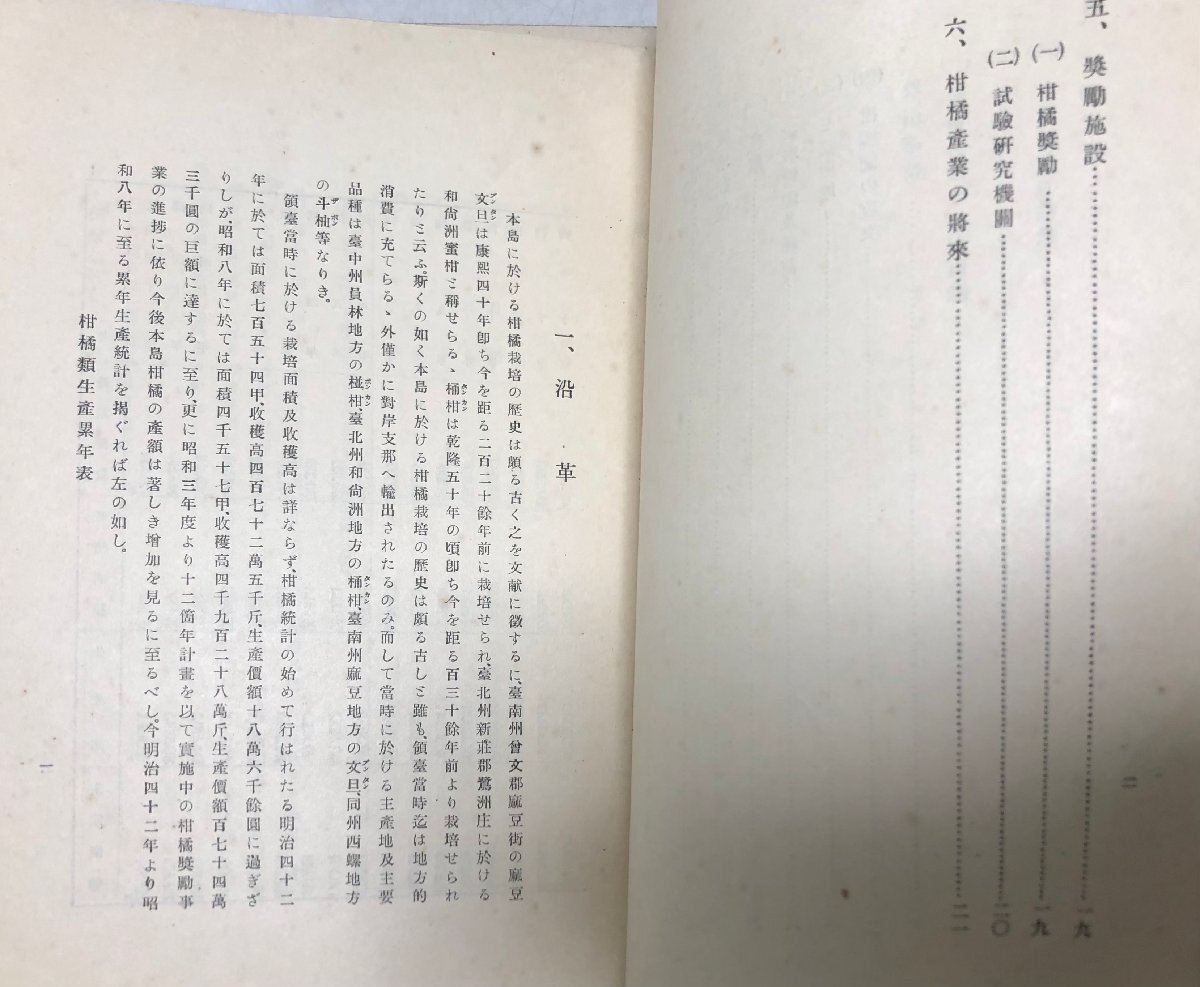 五、獎勵施設……………………一九
(一)柑橘獎勵……………………一九
(二)試驗硏究機關……………………二〇
六、柑橘產業の將來……………………二一
二
一、沿革
本島に於ける柑橘栽培の歷史は頗る古く之を文献に徵するに、臺南州曾文郡麻豆街の麻豆
文旦は康熙四十年卽ち今を距る二百二十餘年前に栽培せられ、臺北州新莊郡鷺洲庄に於ける
和尙洲蜜柑と稱せらるゝ桶柑は乾隆五十年の頃卽ち今を距る百三十餘年前より栽培せられ
たりと云ふ。斯くの如く本島に於ける柑橘栽培の歷史は頗る古しと雖も、領臺當時迄は地方的
消費に充てらるゝ外僅かに對岸支那へ輸出されたるのみ。而して當時に於ける主產地及主要
品種は臺中州員林地方の椪柑、臺北州和尙洲地方の桶柑、臺南州麻豆地方の文旦、同州西螺地方
の斗柚等なりき。
領臺當時に於ける栽培面積及收穫高は詳ならず、柑橘統計の始めて行はれたる明治四十二
年に於ては面積七百五十四甲、收穫高四百七十二萬五千斤、生產價額十八萬六千餘圓に過ぎざ
りしが、昭和八年に於ては面積四千五十七甲、收穫高四千九百二十八萬斤、生產價額百七十四萬
三千圓の巨額に達するに至り、更に昭和三年度より十二箇年計畫を以て實施中の柑橘獎勵事
業の進捗に依り今後本島柑橘の產額は著しき增加を見るに至るべし。今明治四十二年より昭
和八年に至る累年生產統計を揭ぐれば左の如し。
柑橘類生產累年表
一